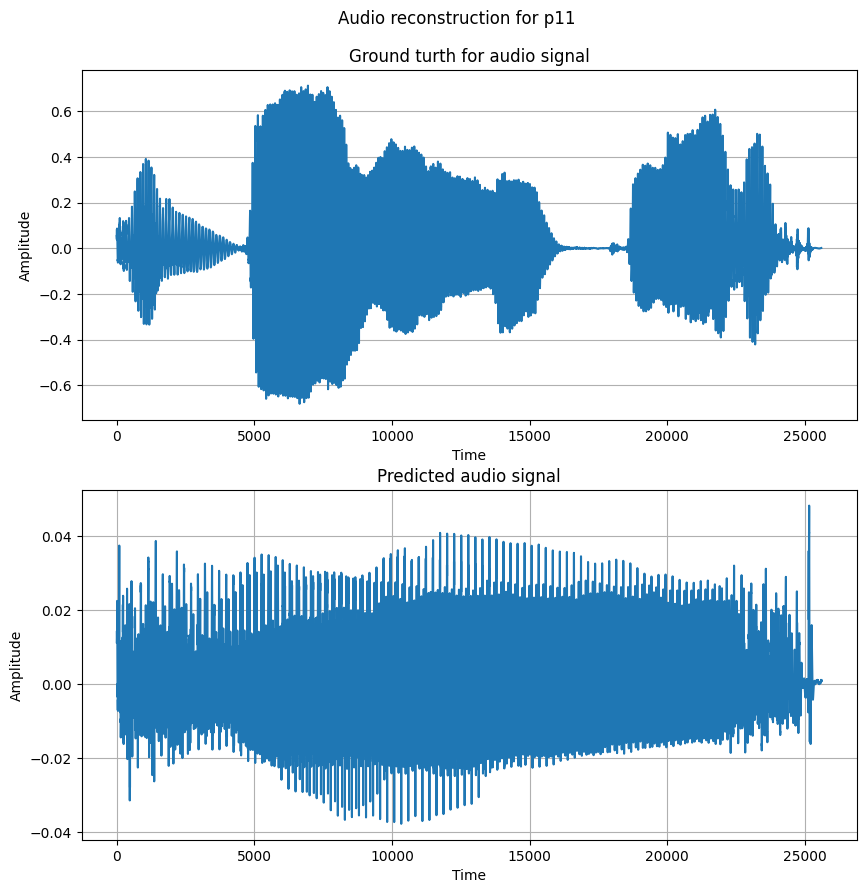 Audio reconstruction for p11
Ground turth for audio signal
0.6
0.4
0.2
0.0
−0.2
−0.4
−0.6
Amplitude
0 5000 10000 15000 20000 25000
Time
Predicted audio signal
0.04
0.02
0.00
−0.02
−0.04
Amplitude
0 5000 10000 15000 20000 25000
Time